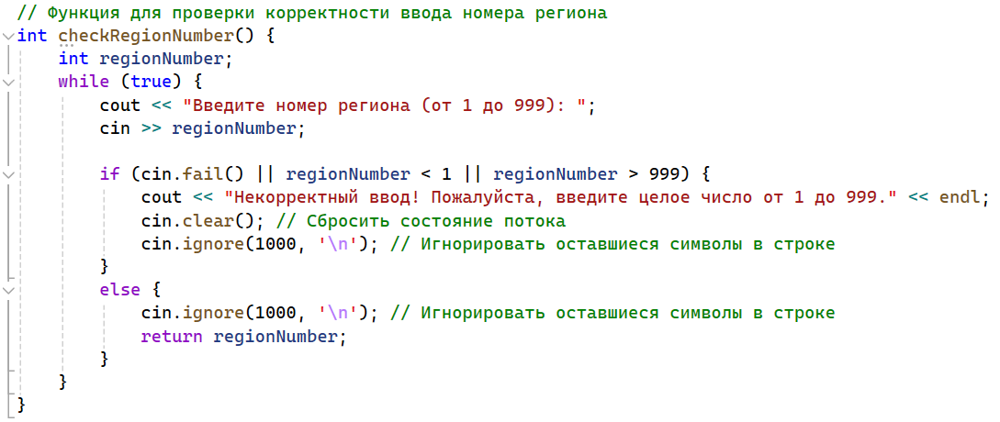 // Функция для проверки корректности ввода номера региона
int checkRegionNumber() {
    int regionNumber;
    while (true) {
        cout << "Введите номер региона (от 1 до 999): ";
        cin >> regionNumber;

        if (cin.fail() || regionNumber < 1 || regionNumber > 999) {
            cout << "Некорректный ввод! Пожалуйста, введите целое число от 1 до 999." << endl;
            cin.clear(); // Сбросить состояние потока
            cin.ignore(1000, '\n'); // Игнорировать оставшиеся символы в строке
        }
        else {
            cin.ignore(1000, '\n'); // Игнорировать оставшиеся символы в строке
            return regionNumber;
        }
    }
}